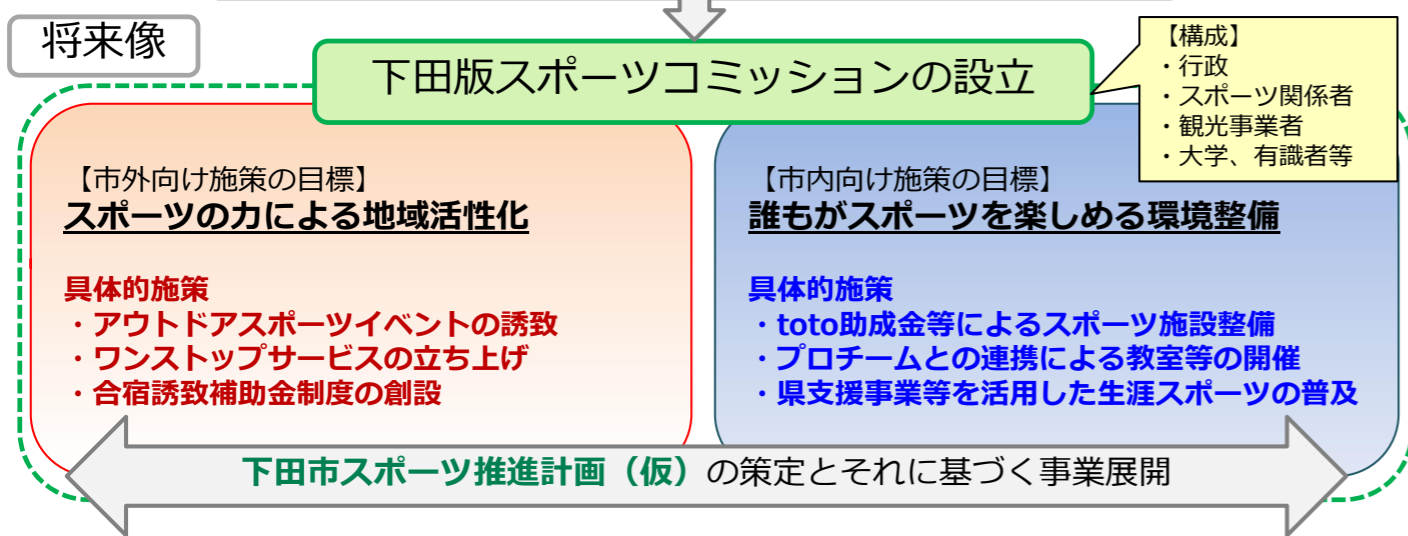 将来像
下田版スポーツコミッションの設立
【構成】
・行政
・スポーツ関係者
・観光事業者
・大学、有識者等
【市外向け施策の目標】
スポーツの力による地域活性化
具体的施策
・アウトドアスポーツイベントの誘致
・ワンストップサービスの立ち上げ
・合宿誘致補助金制度の創設
【市内向け施策の目標】
誰もがスポーツを楽しめる環境整備
具体的施策
・toto助成金等によるスポーツ施設整備
・プロチームとの連携による教室等の開催
・県支援事業等を活用した生涯スポーツの普及
下田市スポーツ推進計画（仮）の策定とそれに基づく事業展開